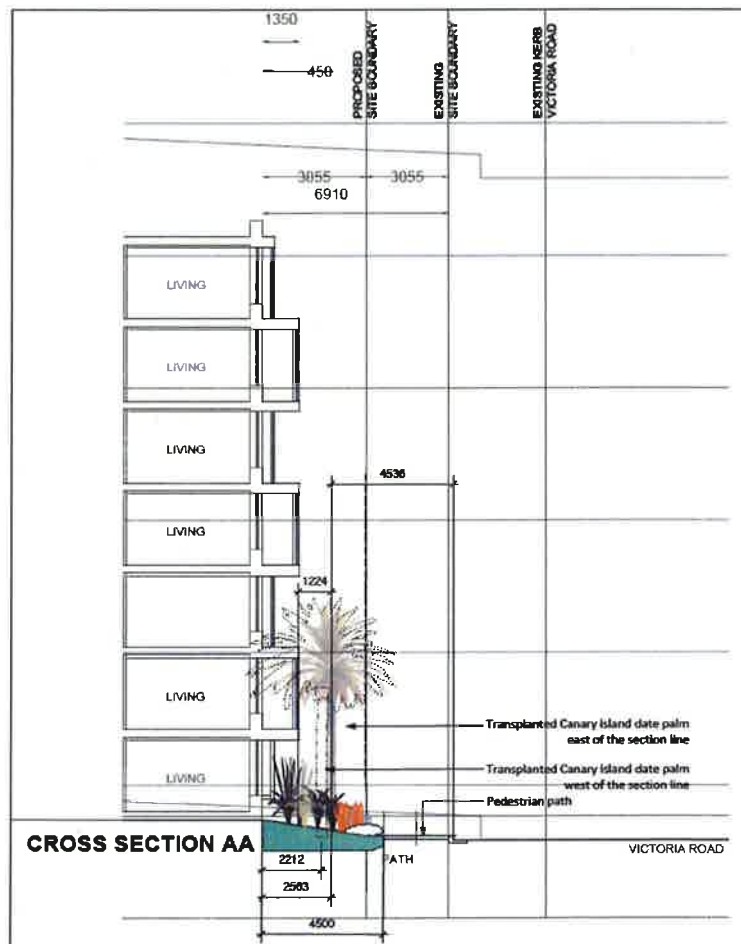 1350
450
PROPOSED
SITE BOUNDARY
EXISTING
SITE BOUNDARY
EXISTING KERB
VICTORIA ROAD
3055
3055
6910
LIVING
LIVING
LIVING
4536
LIVING
1224
LIVING
Transplanted Canary Island date palm
east of the section line
Transplanted Canary Island date palm
west of the section line
LIVING
Pedestrian path
CROSS SECTION AA
PATH
VICTORIA ROAD
2212
2563
4500